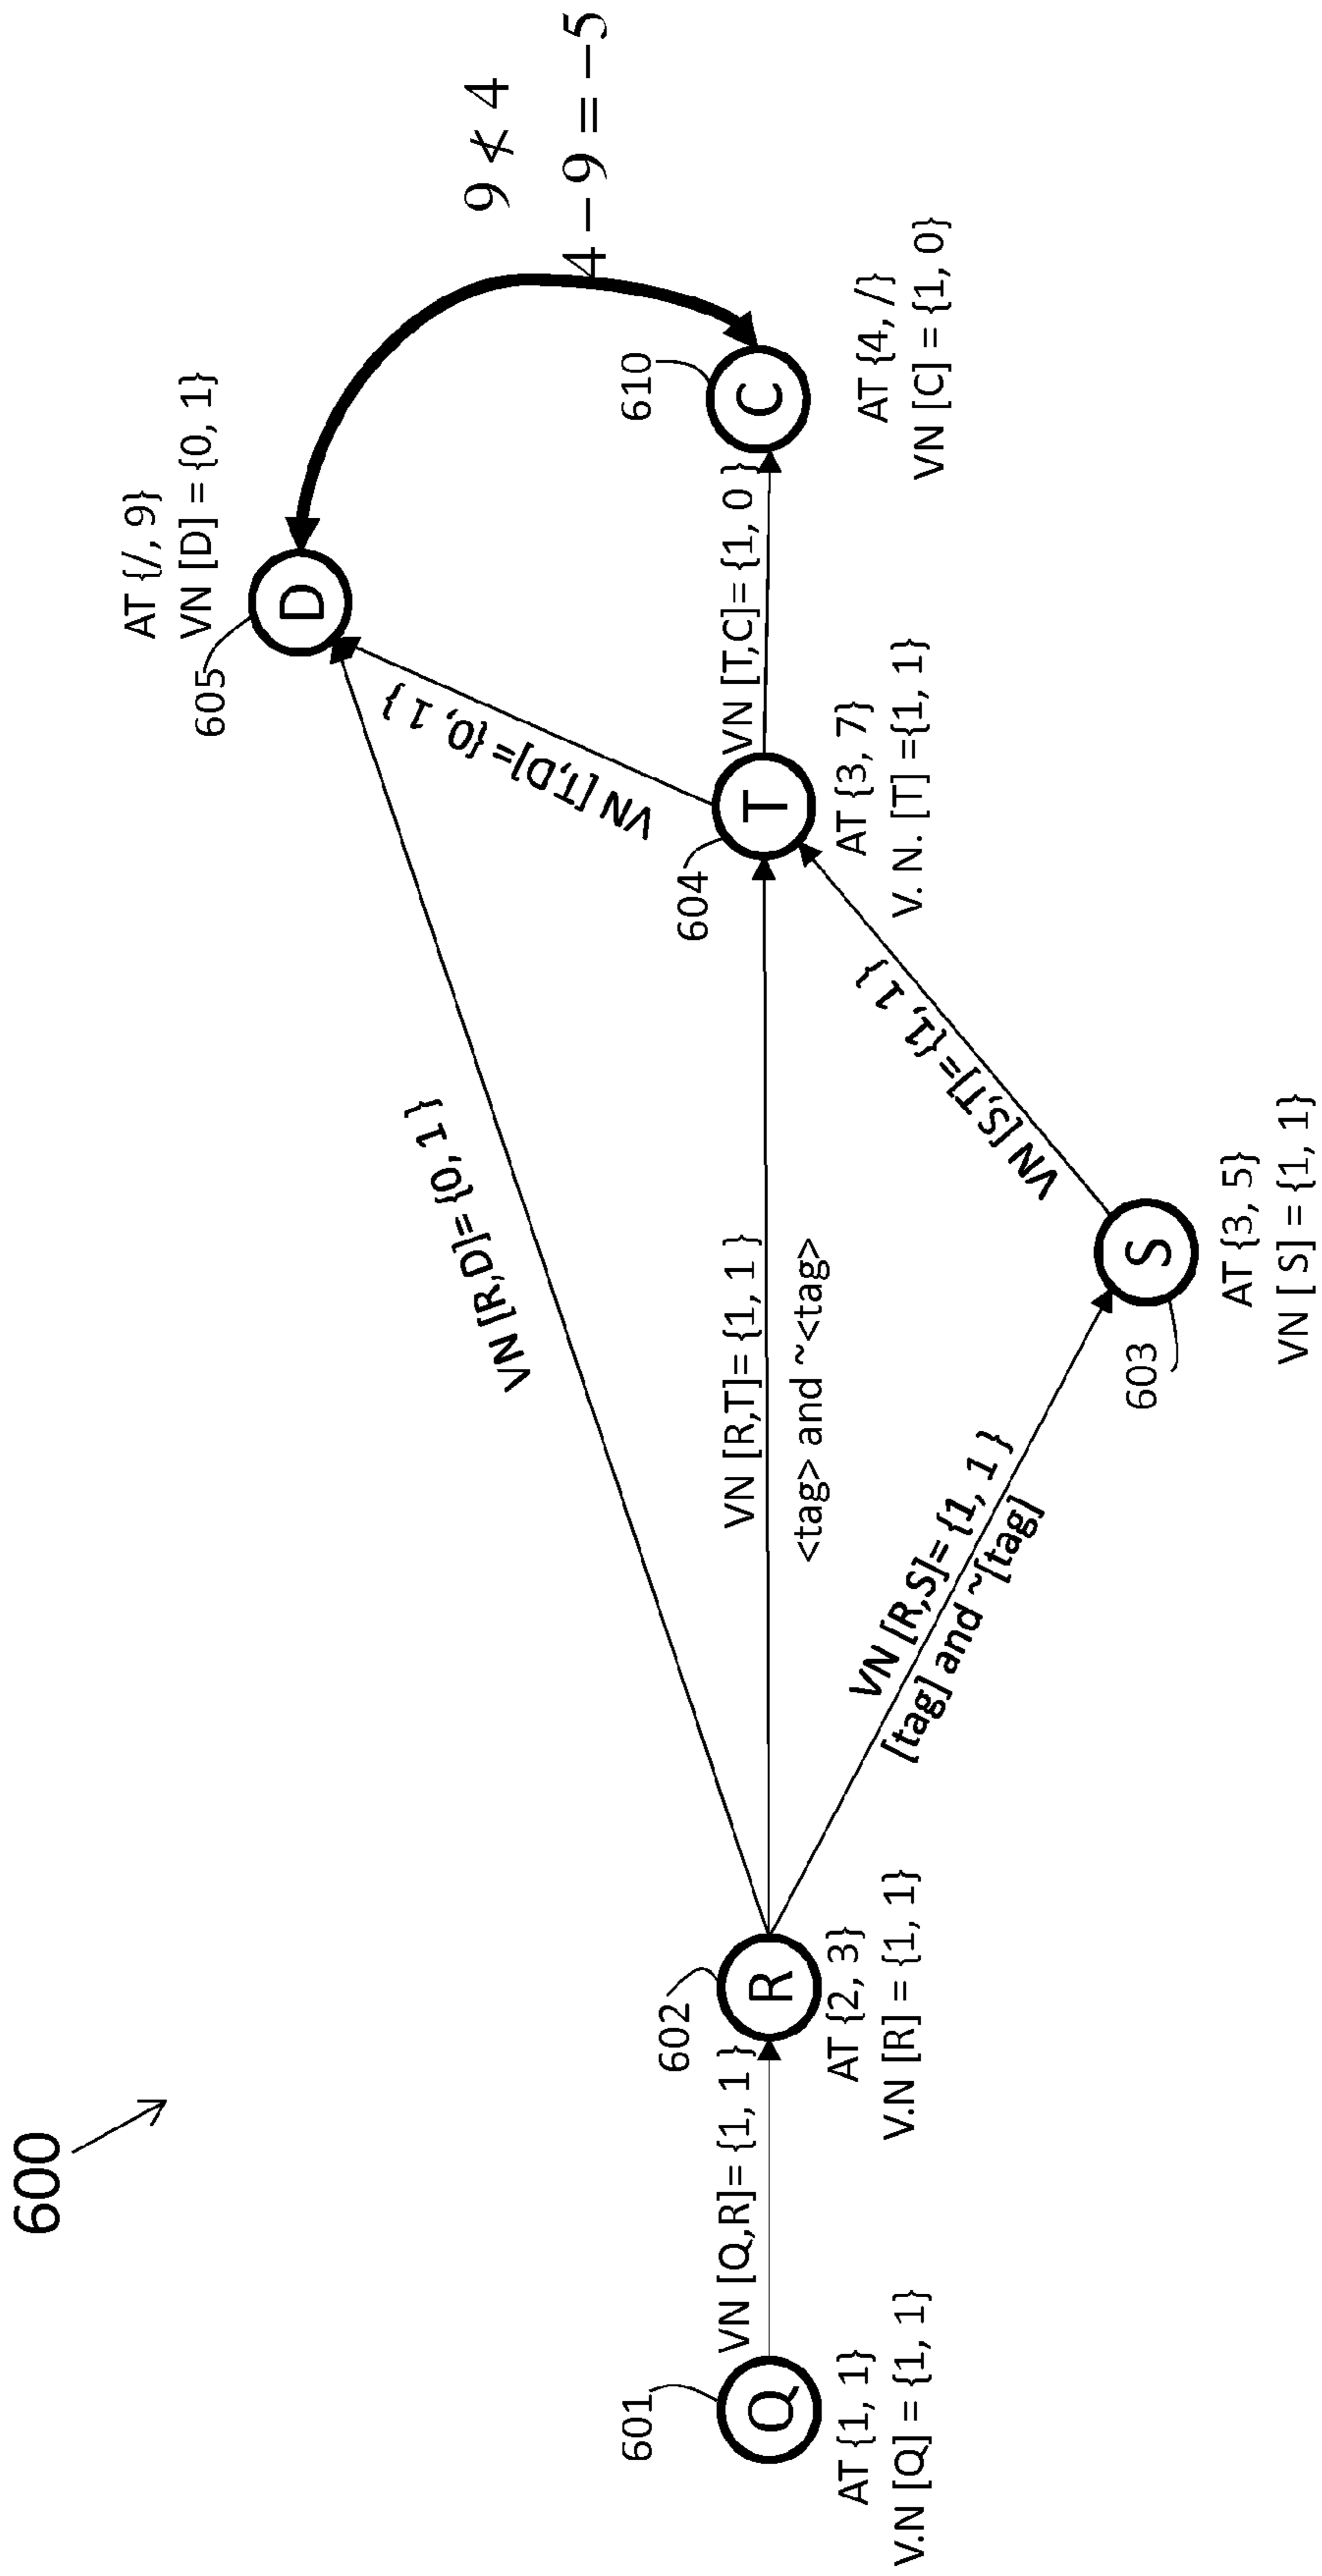 600
601
Q
AT {1, 1}
V.N [Q] = {1, 1}
VN [Q,R]= {1, 1 }
602
R
AT {2, 3}
V.N [R] = {1, 1}
VN [R,D]= {0, 1 }
VN [R,T]= {1, 1 }
<tag> and ~<tag>
VN [R,S]= {1, 1 }
[tag] and ~[tag]
603
S
AT {3, 5}
VN [ S] = {1, 1}
VN [S,T]= {1, 1 }
604
T
AT {3, 7}
V. N. [T] ={1, 1}
VN [T,D]= {0, 1 }
VN [T,C]= {1, 0 }
605
D
AT {/, 9}
VN [D] = {0, 1}
610
C
AT {4, /}
VN [C] = {1, 0}
9 ≮ 4
4 − 9 = −5